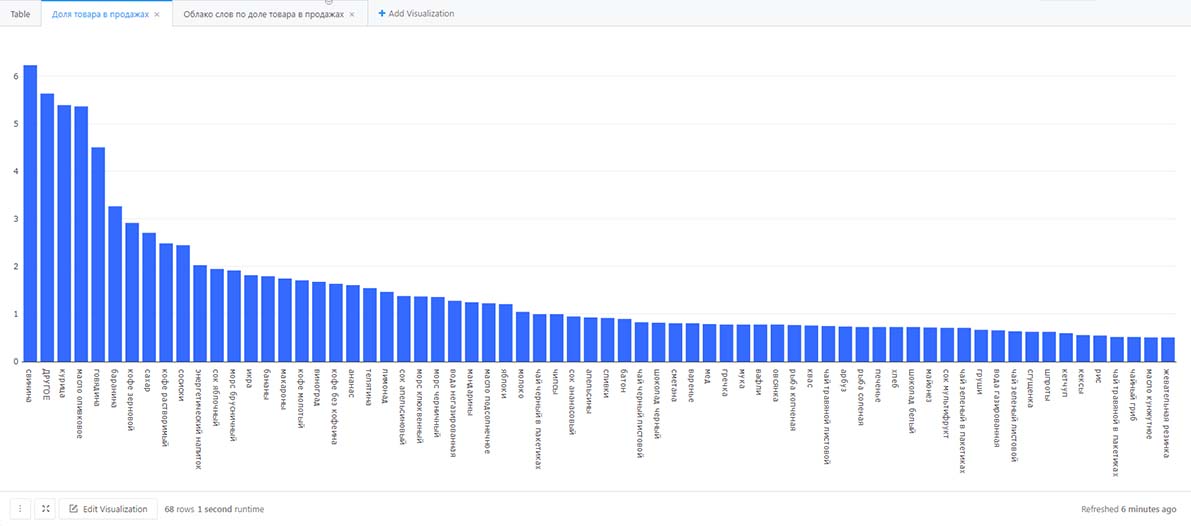 Table
Доля товара в продажах ×
Облако слов по доле товара в продажах ×
+ Add Visualization
6
5
4
3
2
1
0
свинина
ДРУГОЕ
курица
масло оливковое
говядина
баранина
кофе зерновой
сахар
кофе растворимый
сосиски
энергетический напиток
сок яблочный
морс брусничный
икра
бананы
макароны
кофе молотый
виноград
кофе без кофеина
ананас
телятина
лимонад
сок апельсиновый
морс клюквенный
морс черничный
вода негазированная
мандарины
масло подсолнечное
яблоки
молоко
чай черный в пакетиках
чипсы
сок ананасовый
апельсины
сливки
батон
чай черный листовой
шоколад черный
сметана
варенье
мед
гречка
мука
вафли
овсянка
рыба копченая
квас
чай травяной листовой
арбуз
рыба соленая
печенье
хлеб
шоколад белый
майонез
сок мультифрукт
чай зеленый в пакетиках
груши
вода газированная
чай зеленый листовой
сгущенка
шпроты
кетчуп
кексы
рис
чай травяной в пакетиках
чайный гриб
масло кунжутное
жевательная резинка
Edit Visualization
68 rows 1 second runtime
Refreshed 6 minutes ago